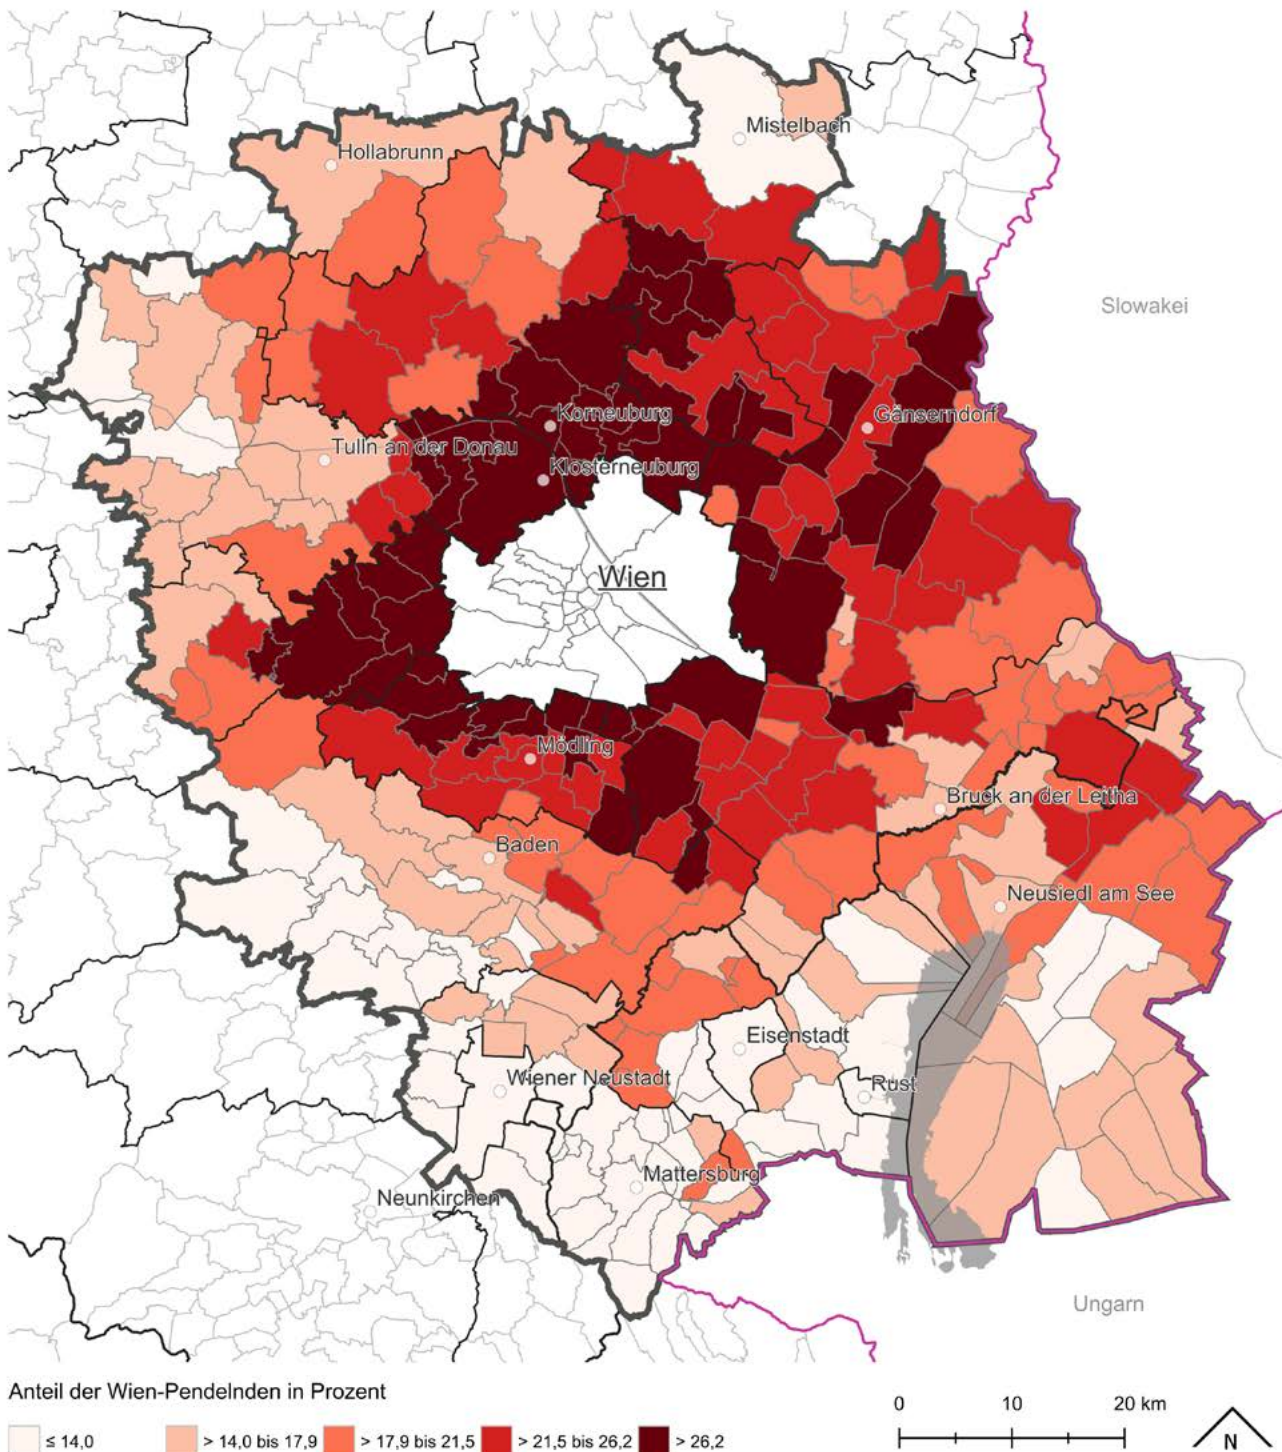 Mistelbach
Hollabrunn
Slowakei
Korneuburg
Gänserndorf
Tulln an der Donau
Klosterneuburg
Wien
Mödling
Bruck an der Leitha
Baden
Neusiedl am See
Eisenstadt
Wiener Neustadt
Rust
Mattersburg
Neunkirchen
Ungarn
Anteil der Wien-Pendelnden in Prozent
0 10 20 km
≤ 14,0 > 14,0 bis 17,9 > 17,9 bis 21,5 > 21,5 bis 26,2 > 26,2
N